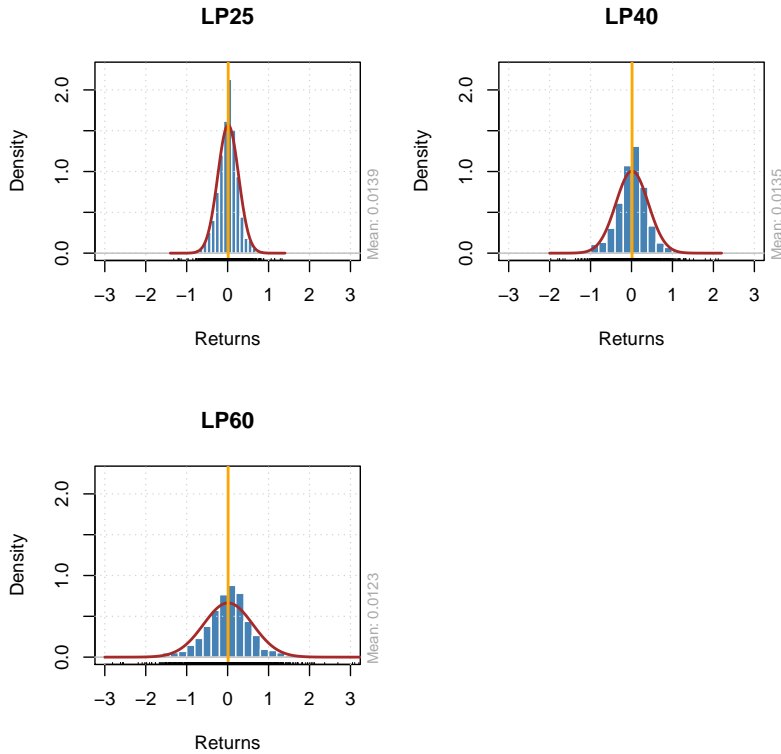 LP25
Density
0.0
1.0
2.0
−3 −2 −1 0 1 2 3
Returns
Mean: 0.0139
LP40
Density
0.0
1.0
2.0
−3 −2 −1 0 1 2 3
Returns
Mean: 0.0135
LP60
Density
0.0
1.0
2.0
−3 −2 −1 0 1 2 3
Returns
Mean: 0.0123